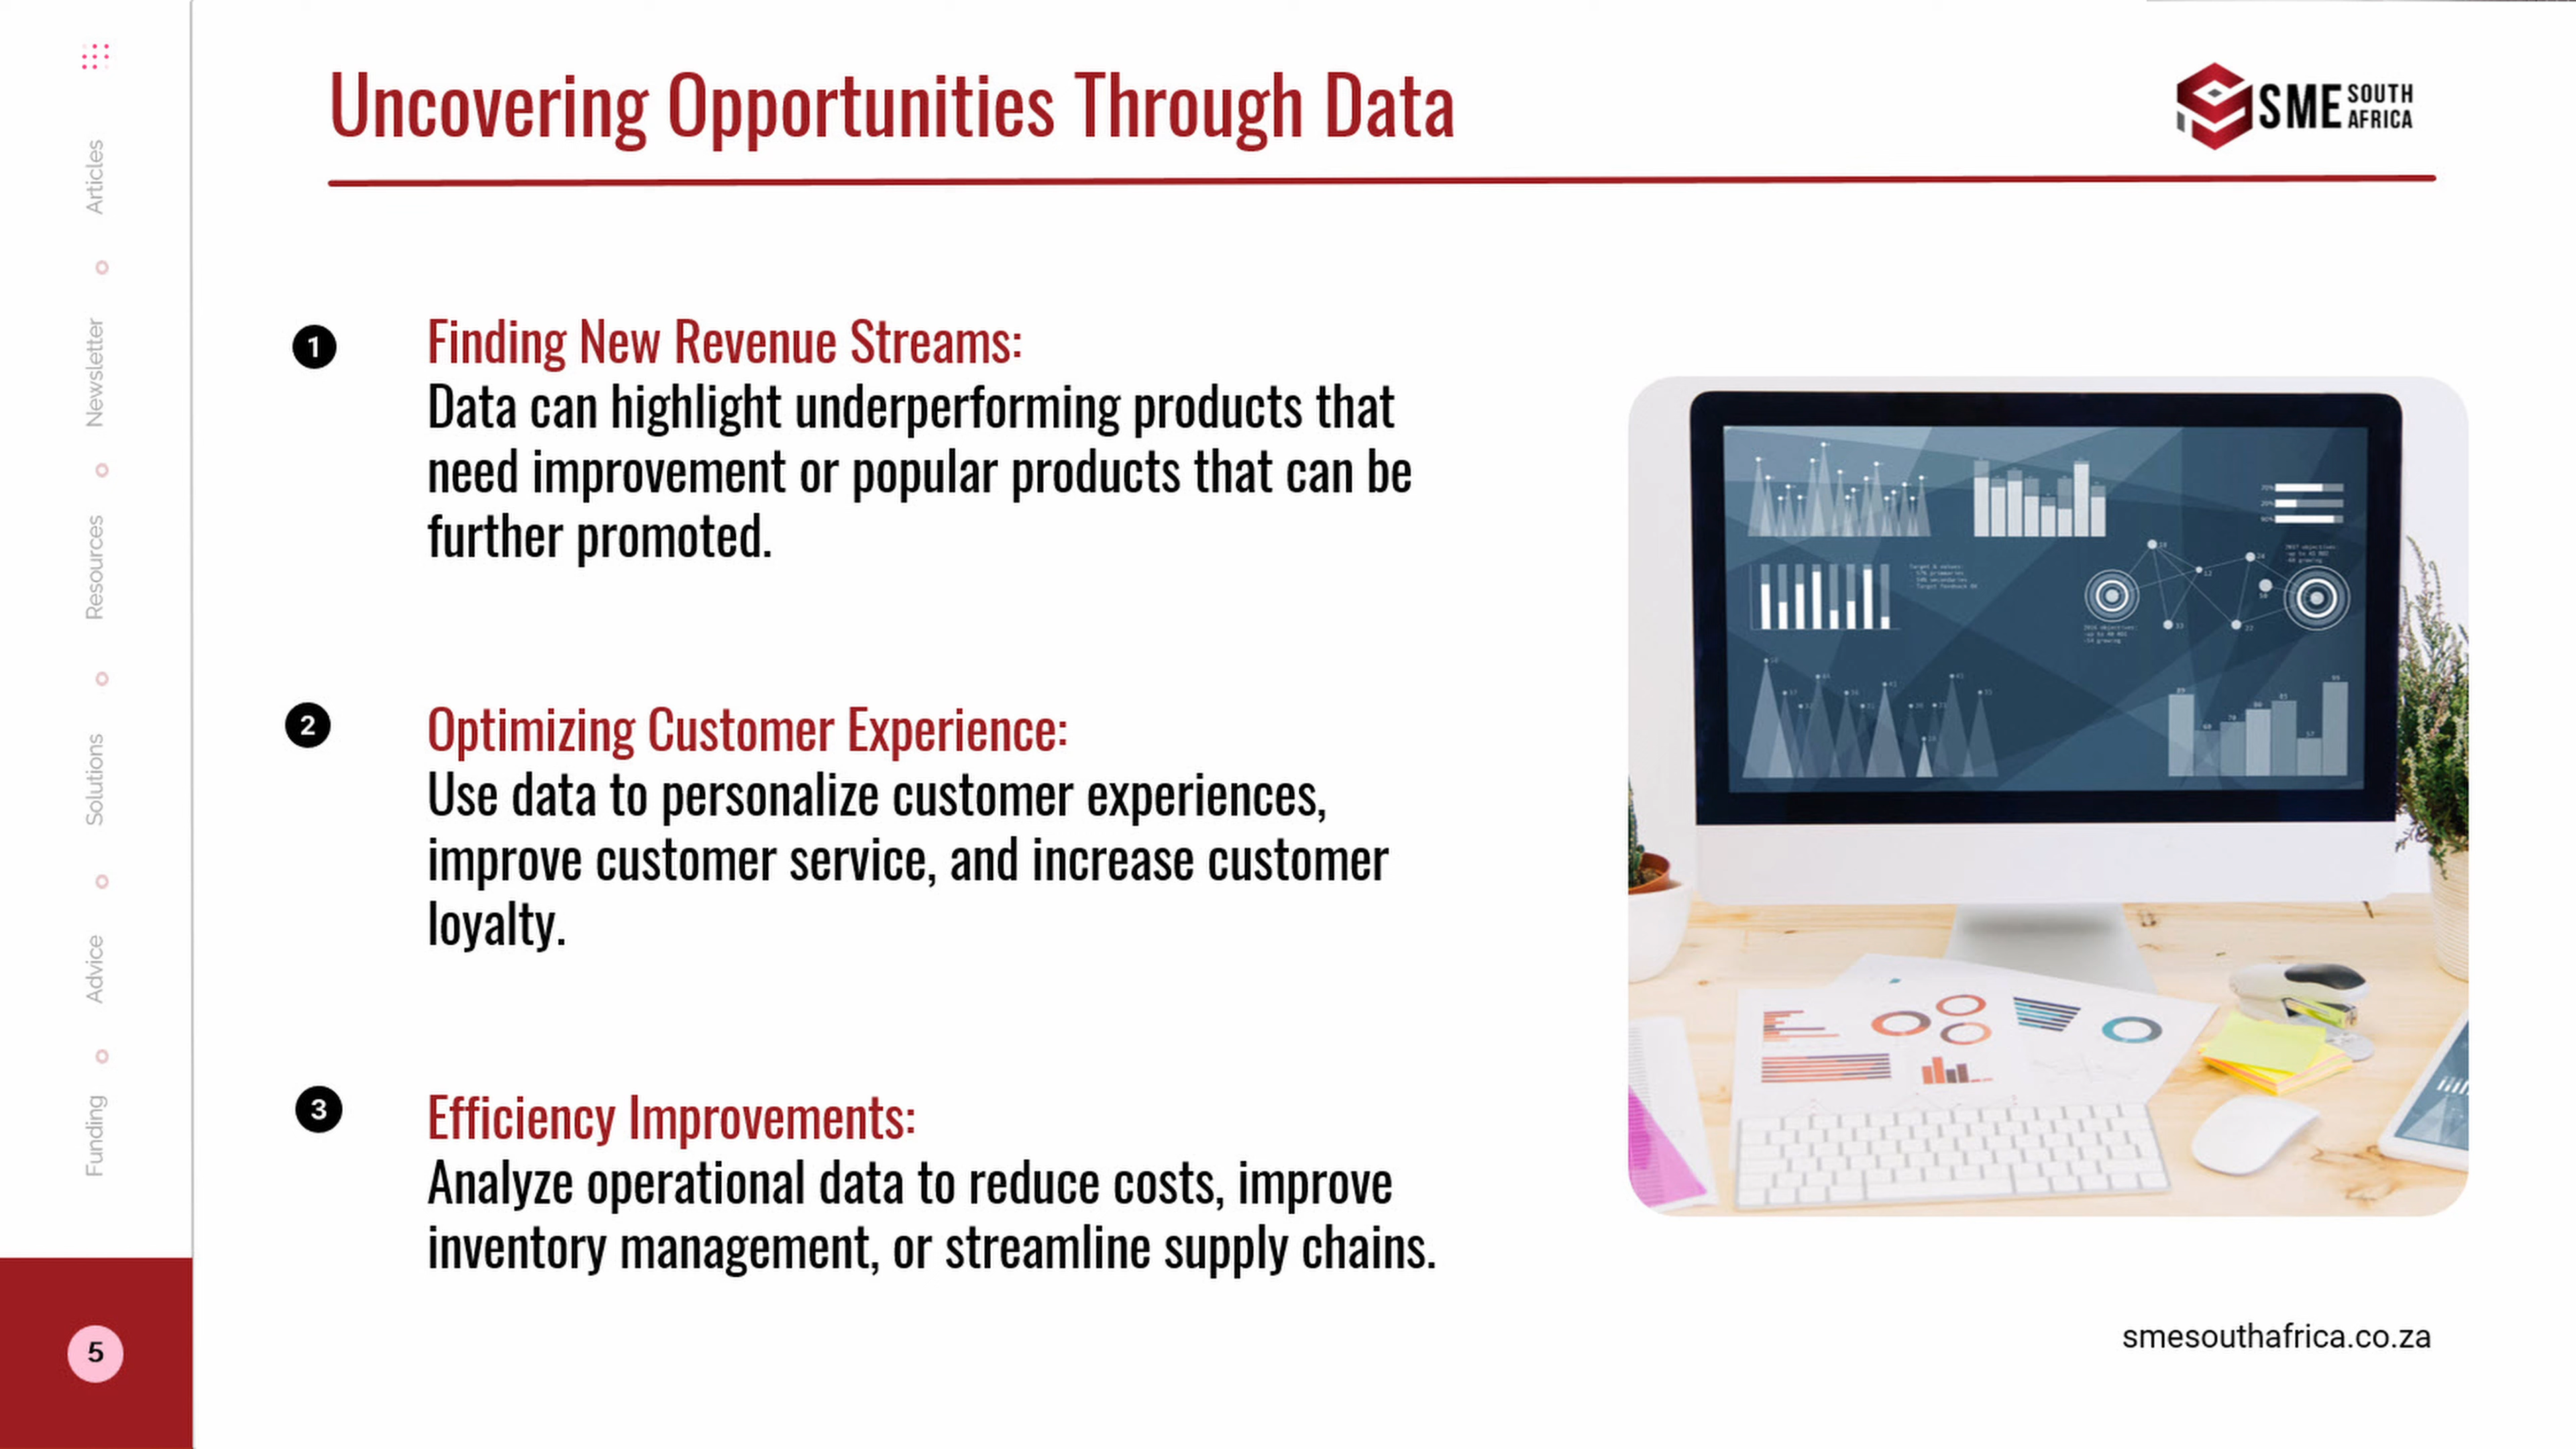 Uncovering Opportunities Through Data
SME SOUTH
AFRICA
Articles
Newsletter
Resources
Solutions
Advice
Funding
1
Finding New Revenue Streams:
Data can highlight underperforming products that
need improvement or popular products that can be
further promoted.
2
Optimizing Customer Experience:
Use data to personalize customer experiences,
improve customer service, and increase customer
loyalty.
3
Efficiency Improvements:
Analyze operational data to reduce costs, improve
inventory management, or streamline supply chains.
5
smesouthafrica.co.za